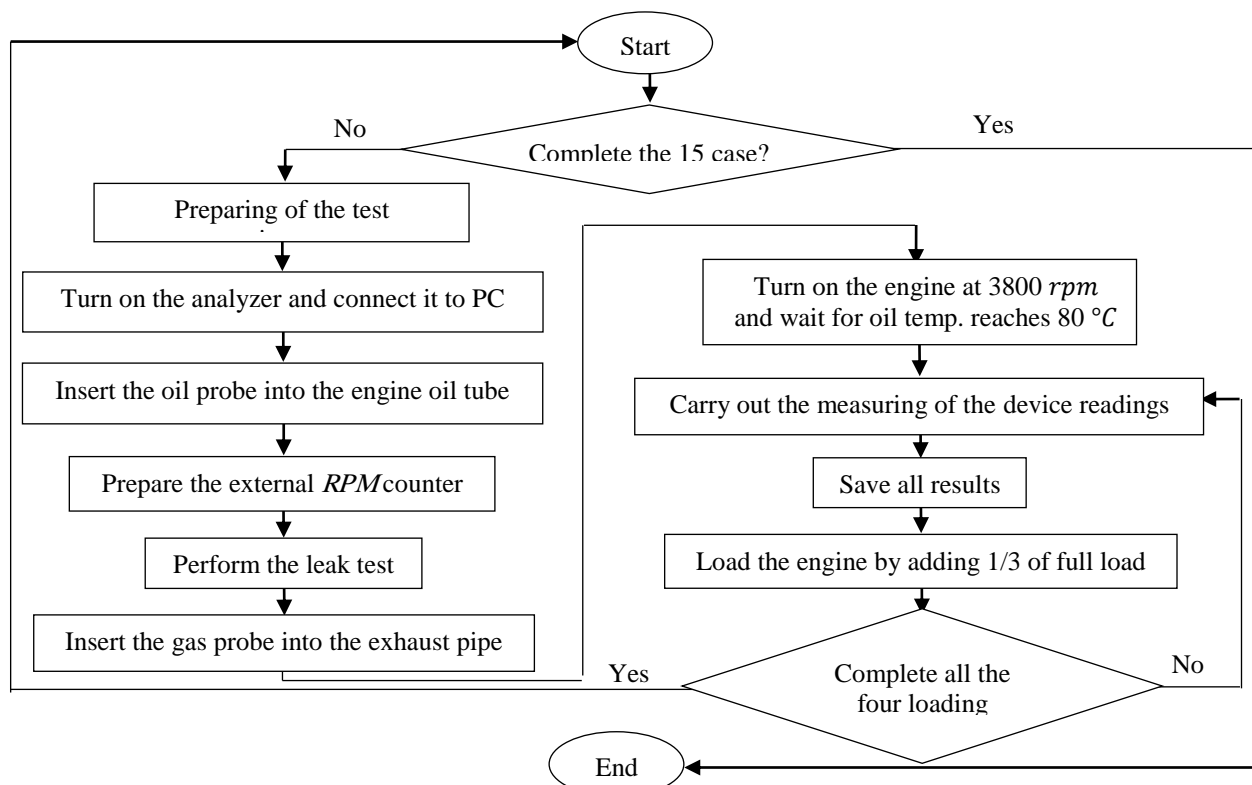 Start
No
Yes
Complete the 15 case?
Preparing of the test
Turn on the analyzer and connect it to PC
Insert the oil probe into the engine oil tube
Prepare the external RPM counter
Perform the leak test
Insert the gas probe into the exhaust pipe
Turn on the engine at 3800 rpm
and wait for oil temp. reaches 80 °C
Carry out the measuring of the device readings
Save all results
Load the engine by adding 1/3 of full load
Yes
No
Complete all the
four loading
End